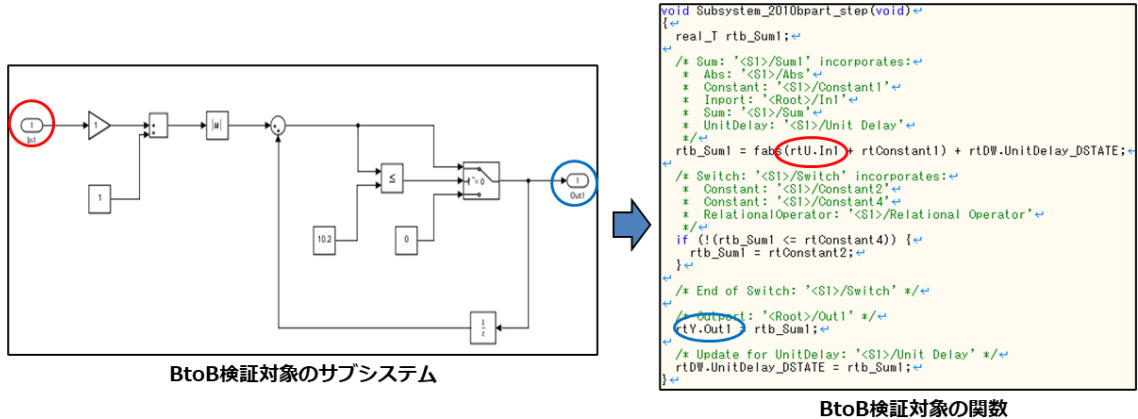 1
In1
1
|u|
1
≤
~= 0
10.2
0
1
Out1
1
z
BtoB検証対象のサブシステム
void Subsystem_2010bpart_step(void)↵
{↵
real_T rtb_Sum1;↵
↵
/* Sum: '<S1>/Sum1' incorporates:↵
* Abs: '<S1>/Abs'↵
* Constant: '<S1>/Constant1'↵
* Inport: '<Root>/In1'↵
* Sum: '<S1>/Sum'↵
* UnitDelay: '<S1>/Unit Delay'↵
*/↵
rtb_Sum1 = fabs(rtU.In1 + rtConstant1) + rtDW.UnitDelay_DSTATE;↵
↵
/* Switch: '<S1>/Switch' incorporates:↵
* Constant: '<S1>/Constant2'↵
* Constant: '<S1>/Constant4'↵
* RelationalOperator: '<S1>/Relational Operator'↵
*/↵
if (!(rtb_Sum1 <= rtConstant4)) {↵
rtb_Sum1 = rtConstant2;↵
}↵
↵
/* End of Switch: '<S1>/Switch' */↵
↵
/* Outport: '<Root>/Out1' */↵
rtY.Out1 = rtb_Sum1;↵
↵
/* Update for UnitDelay: '<S1>/Unit Delay' */↵
rtDW.UnitDelay_DSTATE = rtb_Sum1;↵
}↵
BtoB検証対象の関数